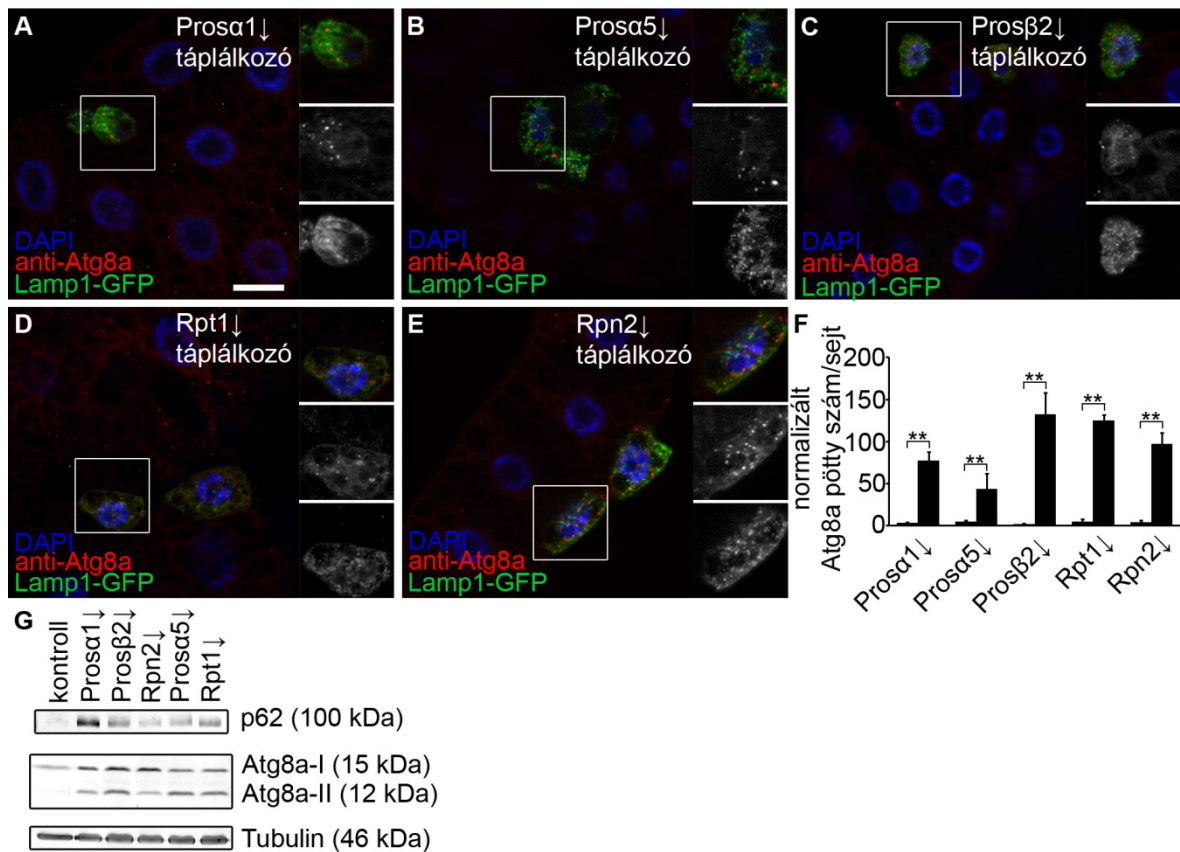 A
Prosα1↓
táplálkozó
DAPI
anti-Atg8a
Lamp1-GFP
B
Prosα5↓
táplálkozó
DAPI
anti-Atg8a
Lamp1-GFP
C
Prosβ2↓
táplálkozó
DAPI
anti-Atg8a
Lamp1-GFP
D
Rpt1↓
táplálkozó
DAPI
anti-Atg8a
Lamp1-GFP
E
Rpn2↓
táplálkozó
DAPI
anti-Atg8a
Lamp1-GFP
F
normalizált
Atg8a pötty szám/sejt
200
150
100
50
0
**
**
**
**
**
Prosα1↓
Prosα5↓
Prosβ2↓
Rpt1↓
Rpn2↓
G
kontroll
Prosα1↓
Prosβ2↓
Rpn2↓
Prosα5↓
Rpt1↓
p62 (100 kDa)
Atg8a-I (15 kDa)
Atg8a-II (12 kDa)
Tubulin (46 kDa)